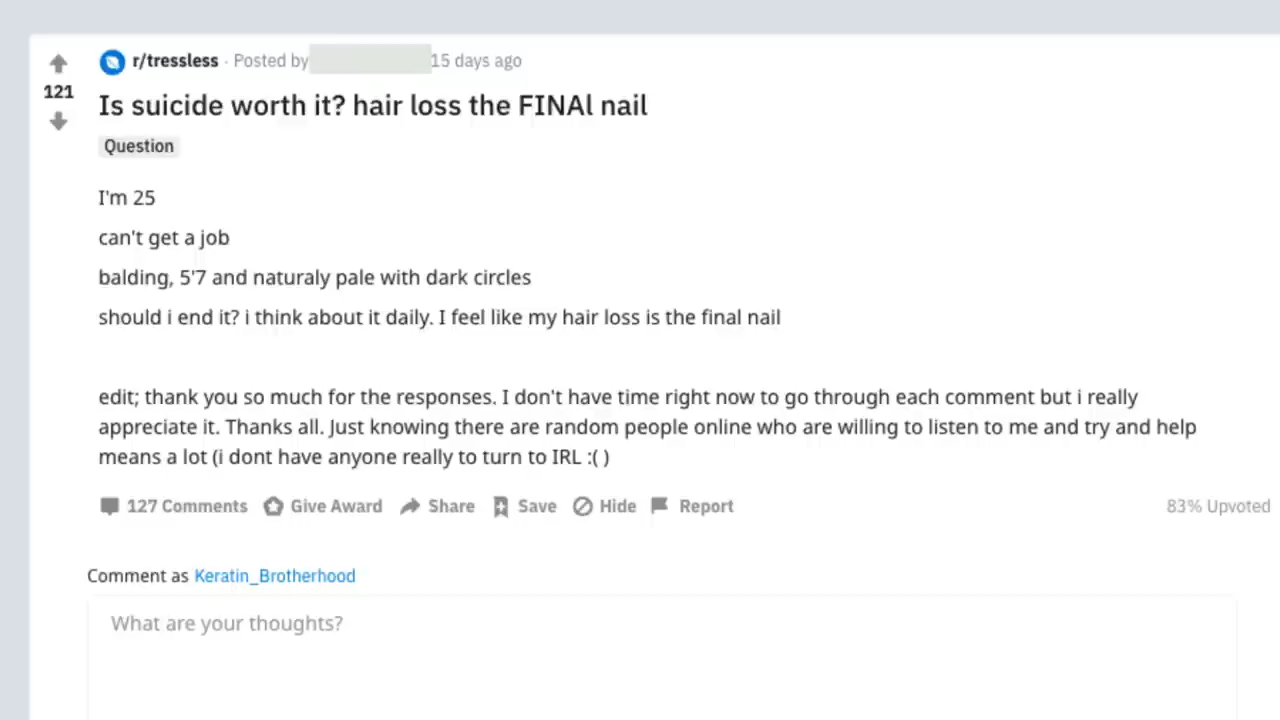 r/tressless · Posted by 15 days ago
121
Is suicide worth it? hair loss the FINAl nail
Question
I'm 25
can't get a job
balding, 5'7 and naturaly pale with dark circles
should i end it? i think about it daily. I feel like my hair loss is the final nail
edit; thank you so much for the responses. I don't have time right now to go through each comment but i really
appreciate it. Thanks all. Just knowing there are random people online who are willing to listen to me and try and help
means a lot (i dont have anyone really to turn to IRL :( )
127 Comments Give Award Share Save Hide Report 83% Upvoted
Comment as Keratin_Brotherhood
What are your thoughts?